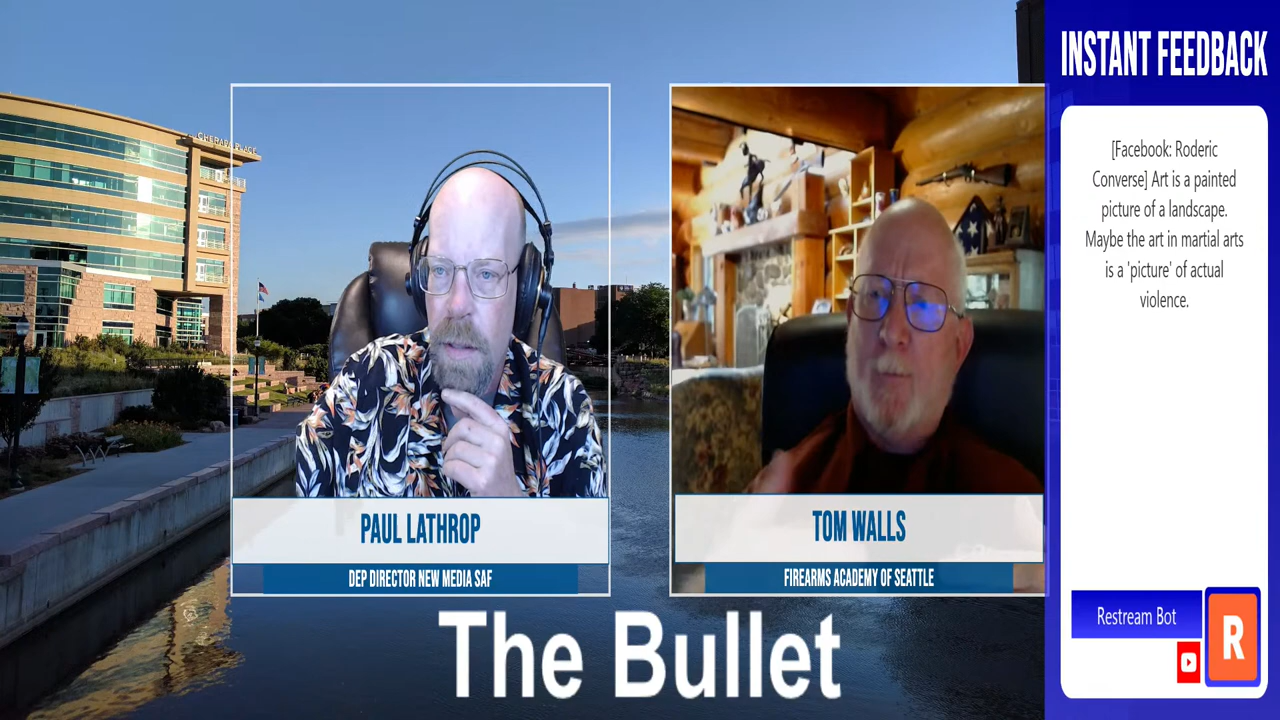 CHERAPA PLACE
INSTANT FEEDBACK
[Facebook: Roderic
Converse] Art is a painted
picture of a landscape.
Maybe the art in martial arts
is a 'picture' of actual
violence.
PAUL LATHROP
DEP DIRECTOR NEW MEDIA SAF
TOM WALLS
FIREARMS ACADEMY OF SEATTLE
Restream Bot
R
The Bullet